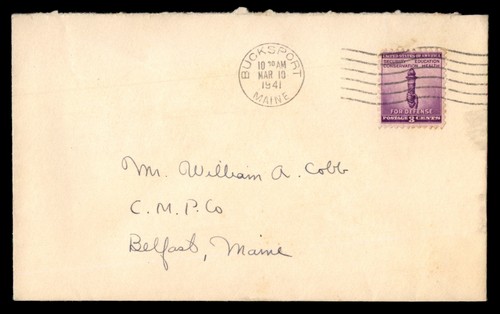 BUCKSPORT
10 30 AM
MAR 10
1941
MAINE
UNITED STATES OF AMERICA
SECURITY EDUCATION
CONSERVATION HEALTH
FOR DEFENSE
POSTAGE 3 CENTS
Mr. William A. Cobb
C. M. P. Co
Belfast, Maine